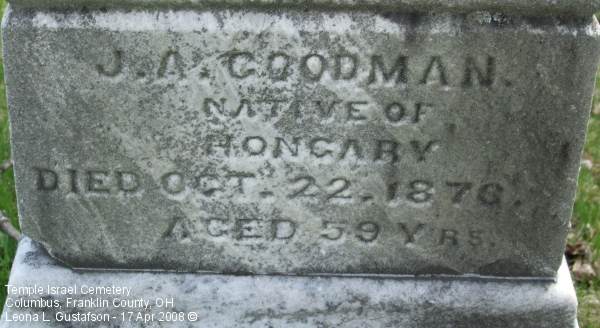 J. A. GOODMAN.
NATIVE OF
HONGARY
DIED OCT. 22. 1876.
AGED 59 YRS.
Temple Israel Cemetery
Columbus, Franklin County, OH
Leona L. Gustafson - 17 Apr 2008 ©